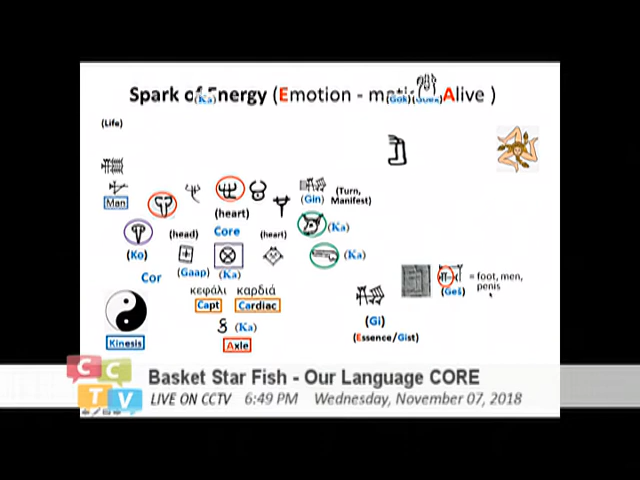 Spark of Energy (Emotion - Alive )
(Ka) (Gok)
(Life)
Man
(heart)
(Gin) (Turn, Manifest)
(Ko) (head) Core (heart) (Ka)
Cor (Gaap) (Ka) (Ka)
κεφάλι καρδιά
Capt Cardiac
(Ka)
Kinesis Axle
(Gi)
(Essence/Gist)
(Geš) = foot, men, penis
CCTV
Basket Star Fish - Our Language CORE
LIVE ON CCTV 6:49 PM Wednesday, November 07, 2018